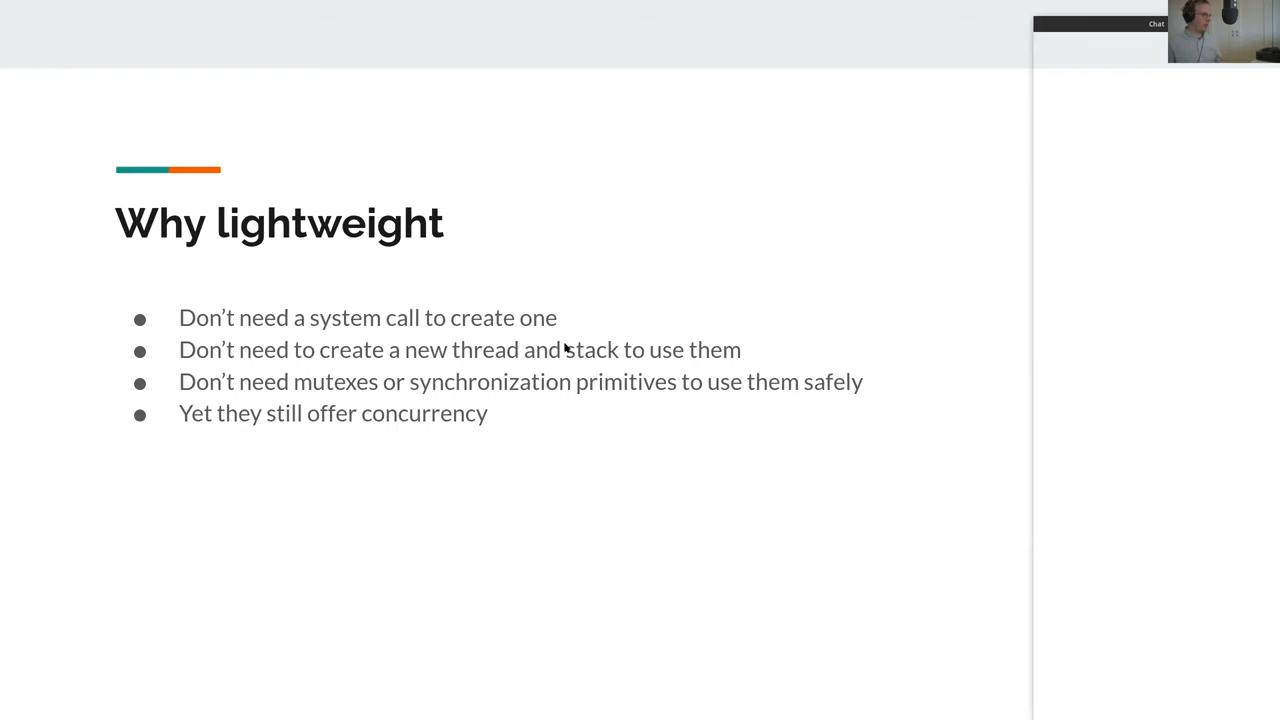 Chat
Why lightweight
● Don’t need a system call to create one
● Don’t need to create a new thread and stack to use them
● Don’t need mutexes or synchronization primitives to use them safely
● Yet they still offer concurrency